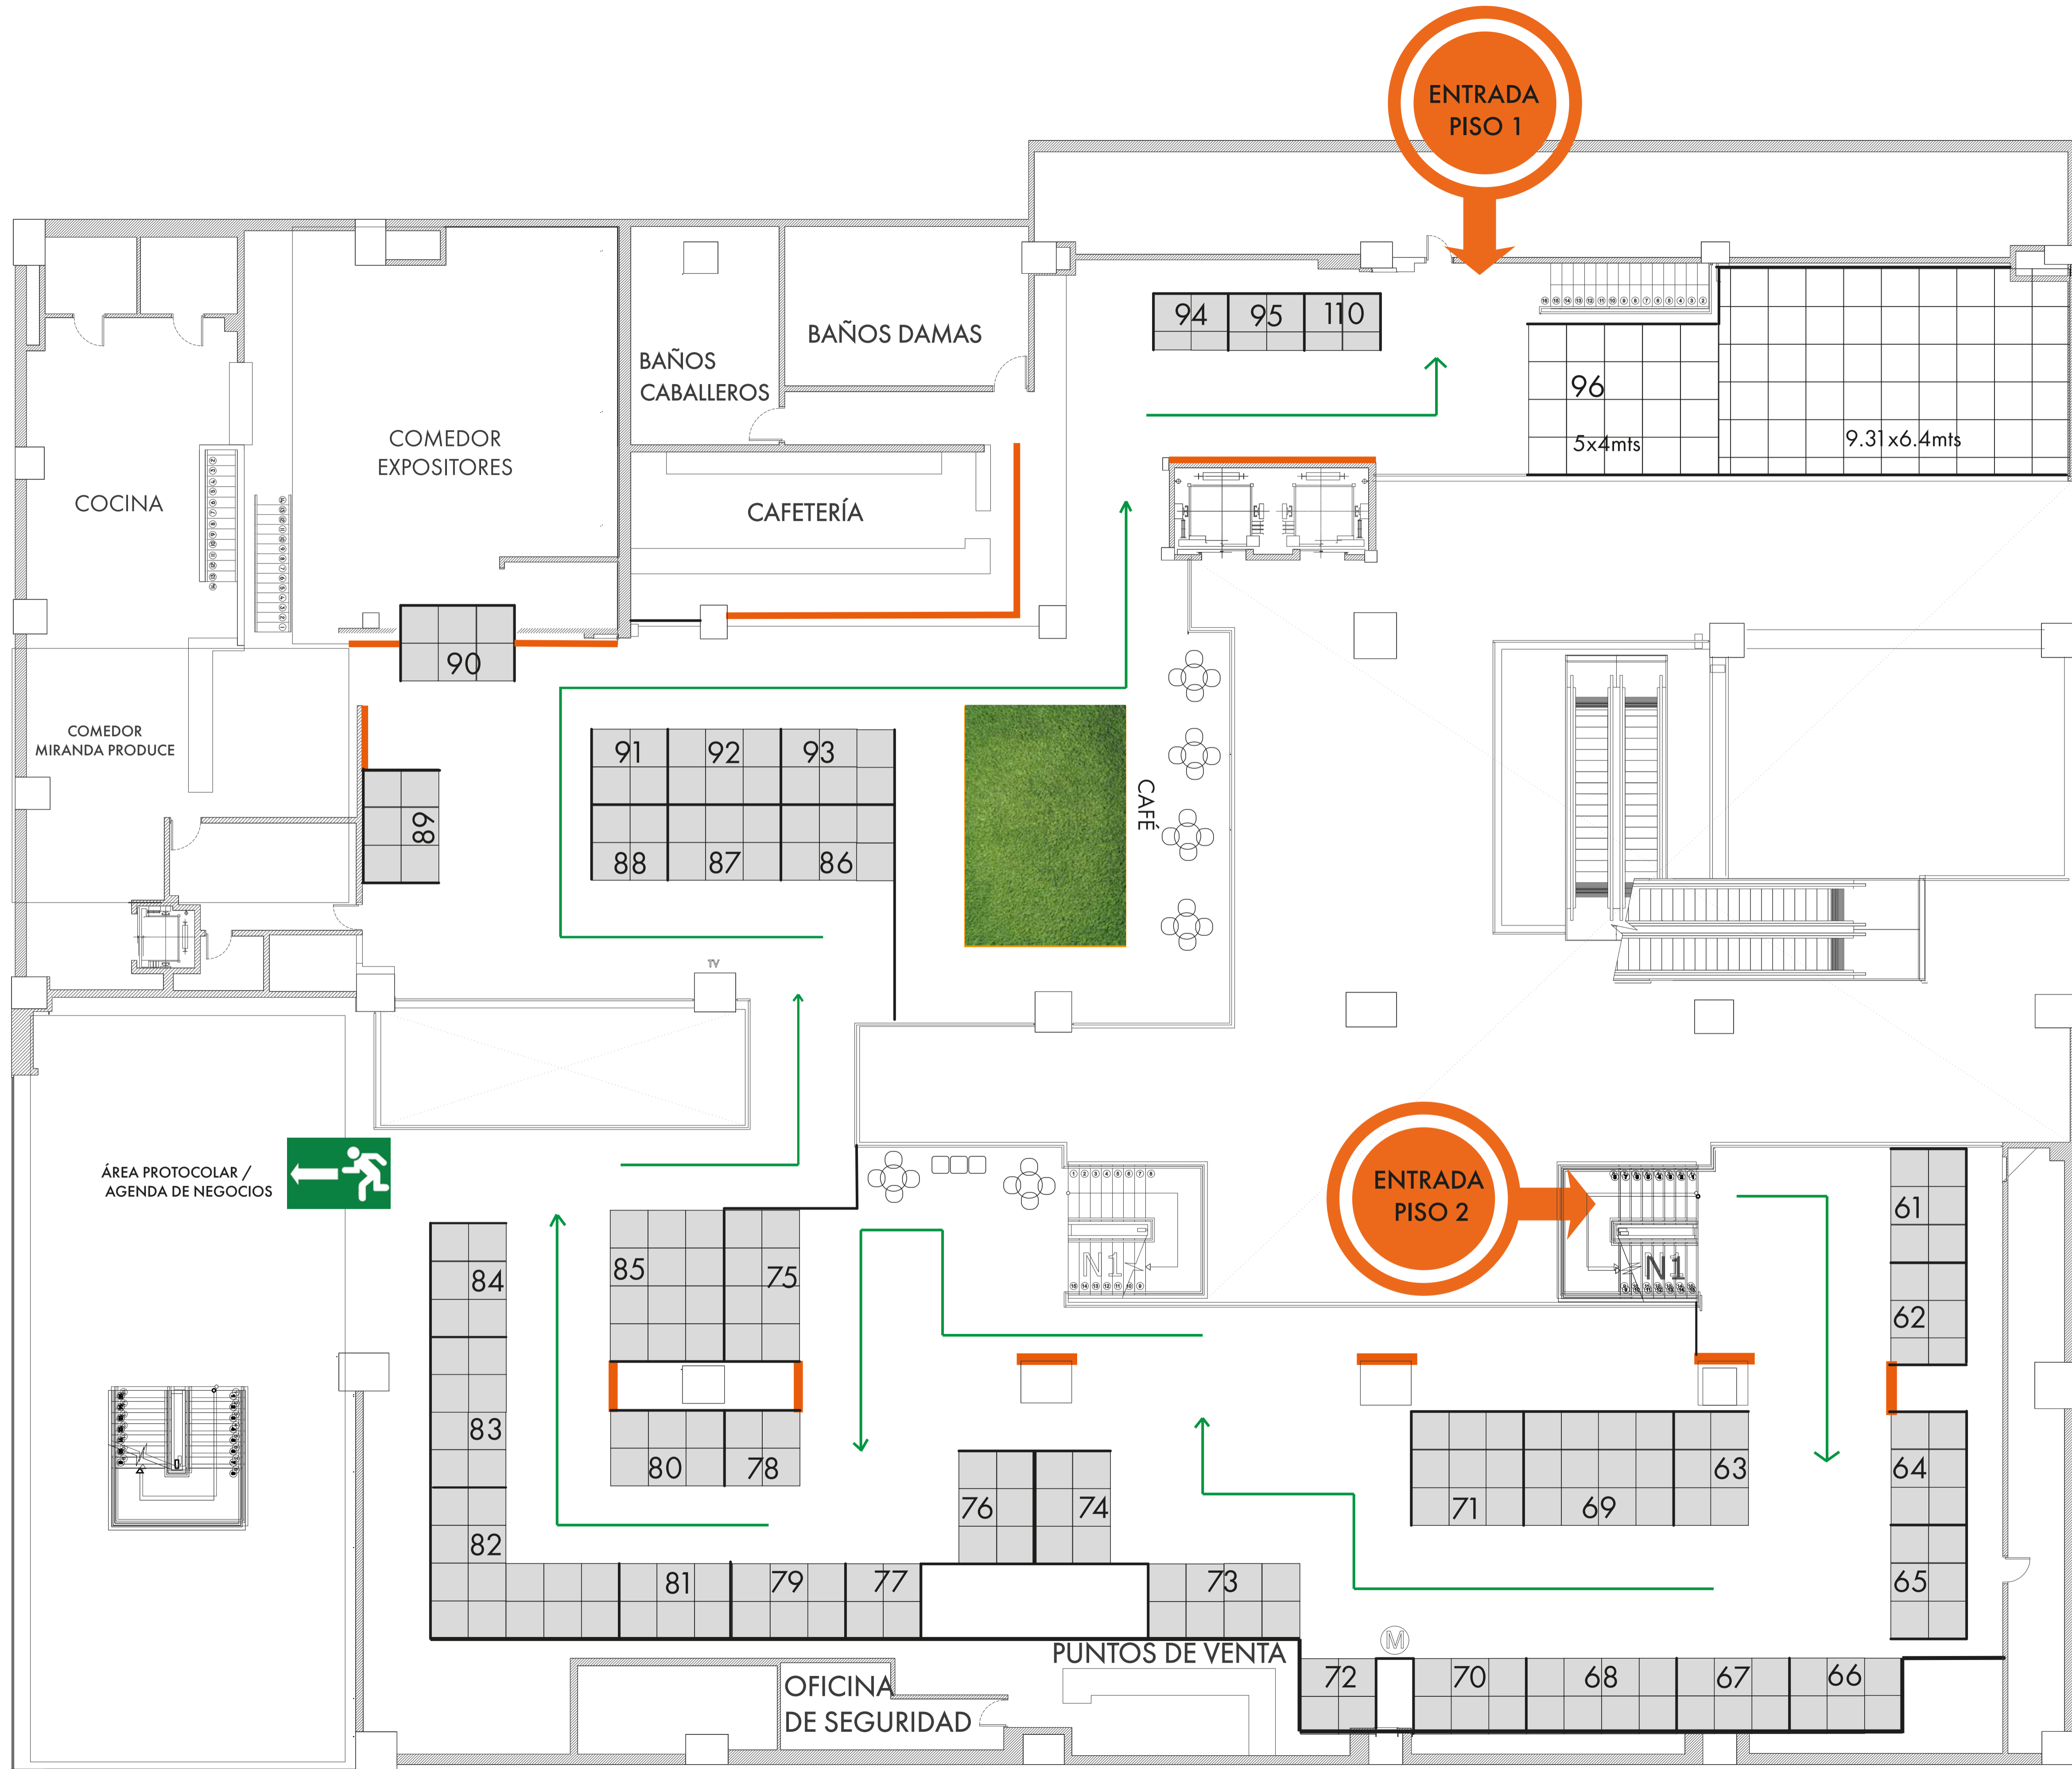 ENTRADA
PISO 1
94
95
110
BAÑOS DAMAS
BAÑOS
CABALLEROS
96
5x4mts
9.31x6.4mts
COMEDOR
EXPOSITORES
COCINA
CAFETERÍA
90
COMEDOR
MIRANDA PRODUCE
91
92
93
CAFÉ
89
88
87
86
TV
ÁREA PROTOCOLAR /
AGENDA DE NEGOCIOS
ENTRADA
PISO 2
61
N1
N1
85
75
84
62
83
80
78
63
64
76
74
71
69
82
81
79
77
73
65
M
PUNTOS DE VENTA
72
70
68
67
66
OFICINA
DE SEGURIDAD